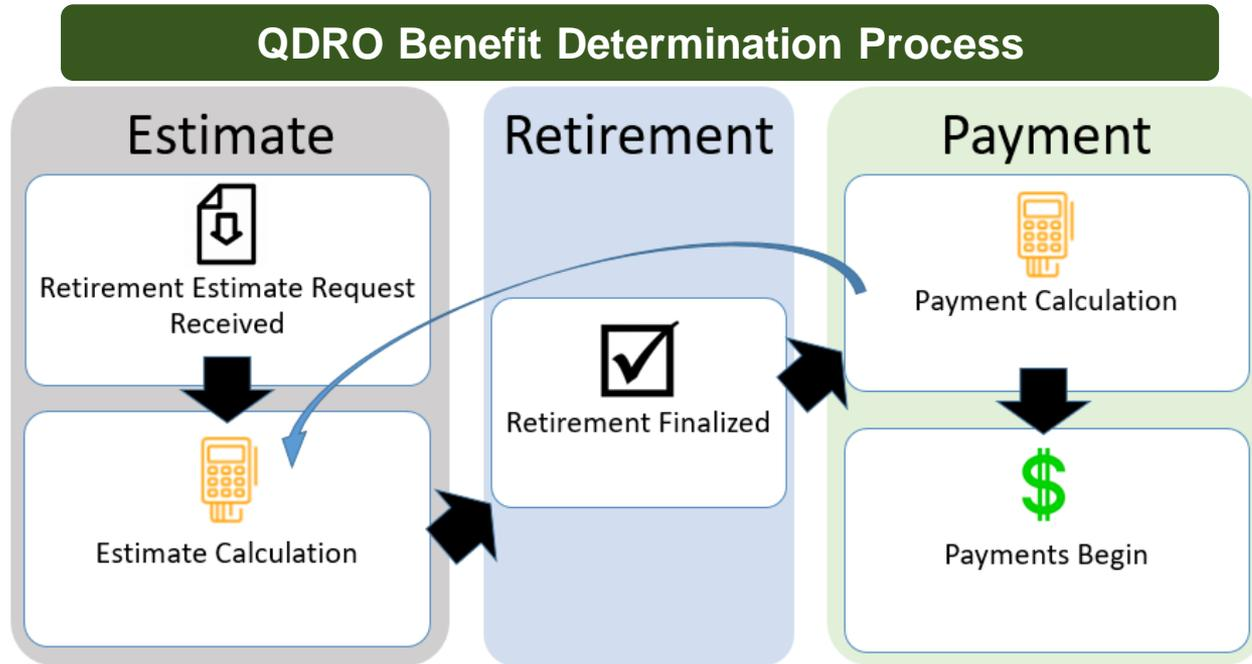 QDRO Benefit Determination Process
Estimate
Retirement Estimate Request
Received
Estimate Calculation
Retirement
Retirement Finalized
Payment
Payment Calculation
$
Payments Begin